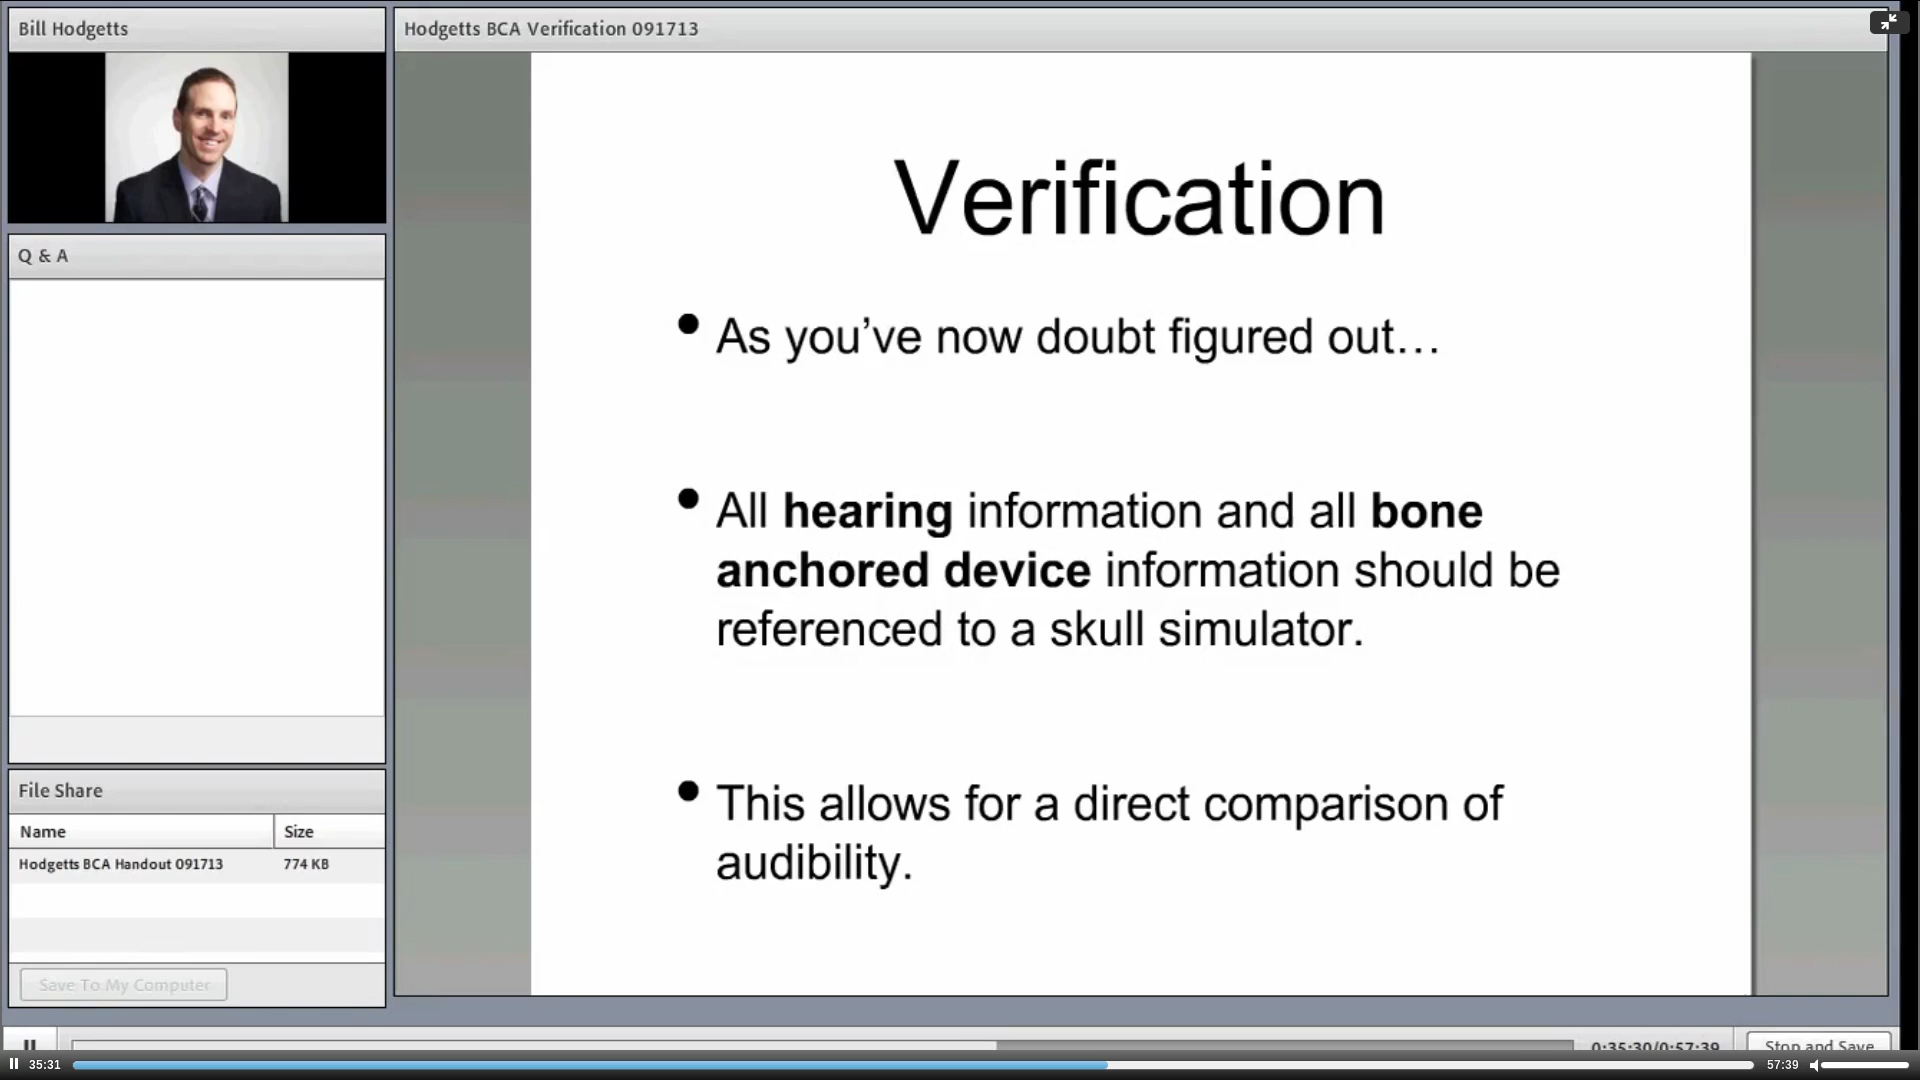 Bill Hodgetts
Hodgetts BCA Verification 091713
Verification
• As you’ve now doubt figured out…
• All hearing information and all bone
anchored device information should be
referenced to a skull simulator.
• This allows for a direct comparison of
audibility.
Q & A
File Share
Name Size
Hodgetts BCA Handout 091713 774 KB
Save To My Computer
0:35:30/0:57:39 Stop and Save
35:31 57:39